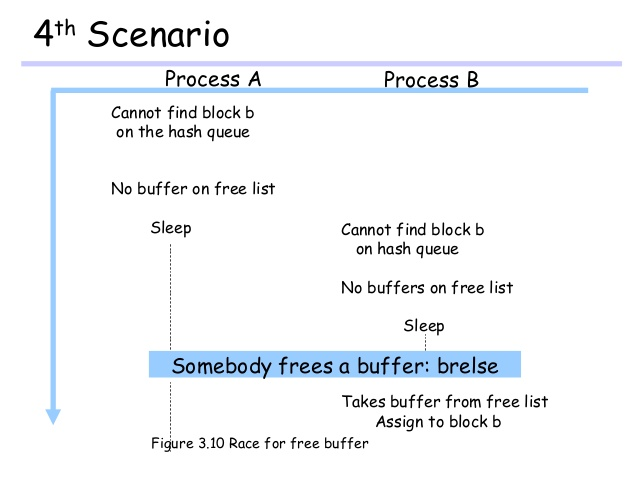 4th Scenario
Process A
Process B
Cannot find block b
on the hash queue
No buffer on free list
Sleep
Cannot find block b
on hash queue
No buffers on free list
Sleep
Somebody frees a buffer: brelse
Takes buffer from free list
Assign to block b
Figure 3.10 Race for free buffer